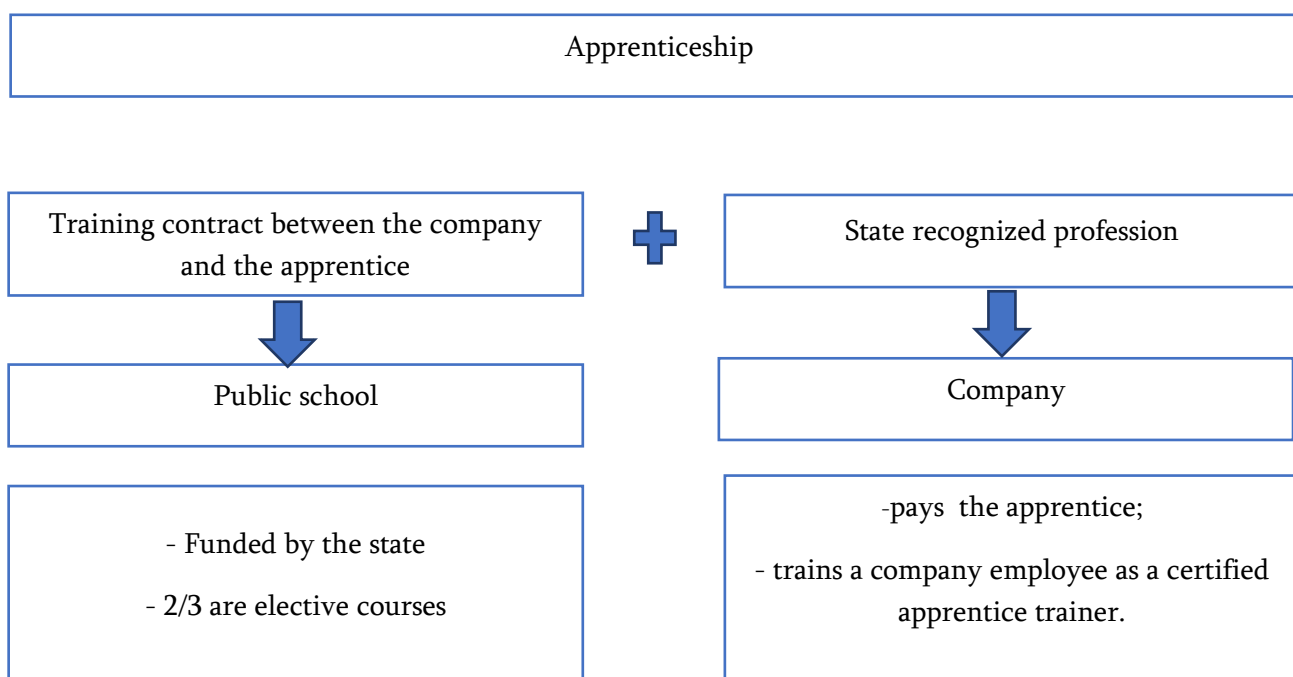 Apprenticeship
Training contract between the company
and the apprentice
State recognized profession
Public school
Company
- Funded by the state
- 2/3 are elective courses
-pays  the apprentice;
- trains a company employee as a certified
apprentice trainer.